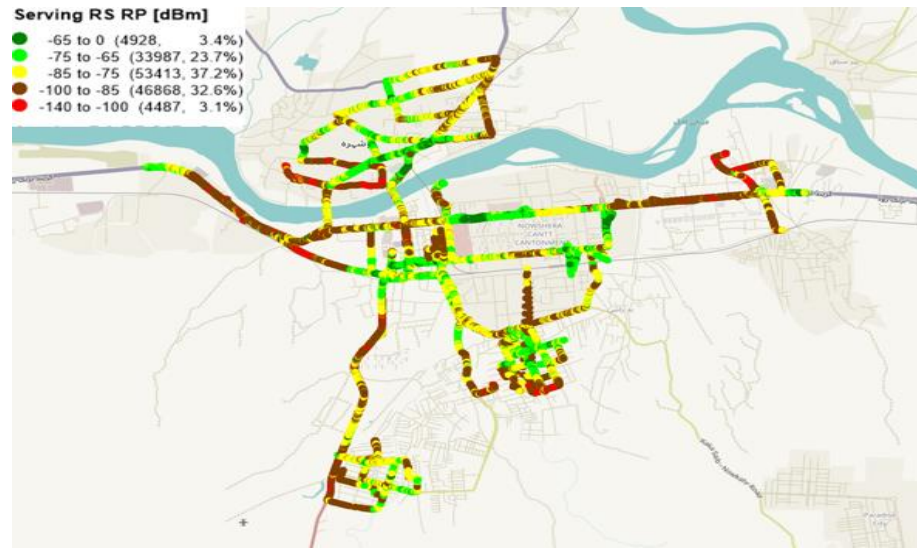 Serving RS RP [dBm]
-65 to 0 (4928, 3.4%)
-75 to -65 (33987, 23.7%)
-85 to -75 (53413, 37.2%)
-100 to -85 (46868, 32.6%)
-140 to -100 (4487, 3.1%)
شهره
NOWSHERA
CANTT
CANTONMENT